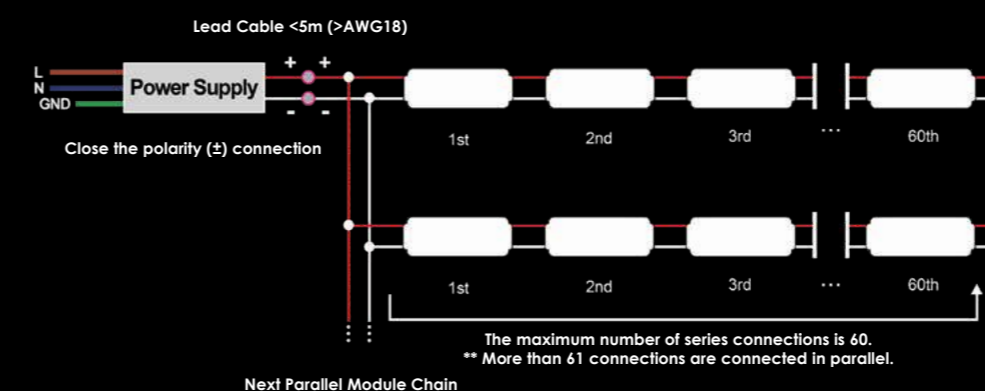 Lead Cable <5m (>AWG18)
+ +
L
N
GND
Power Supply
- -
Close the polarity (±) connection
1st 2nd 3rd ... 60th
1st 2nd 3rd ... 60th
The maximum number of series connections is 60.
** More than 61 connections are connected in parallel.
Next Parallel Module Chain